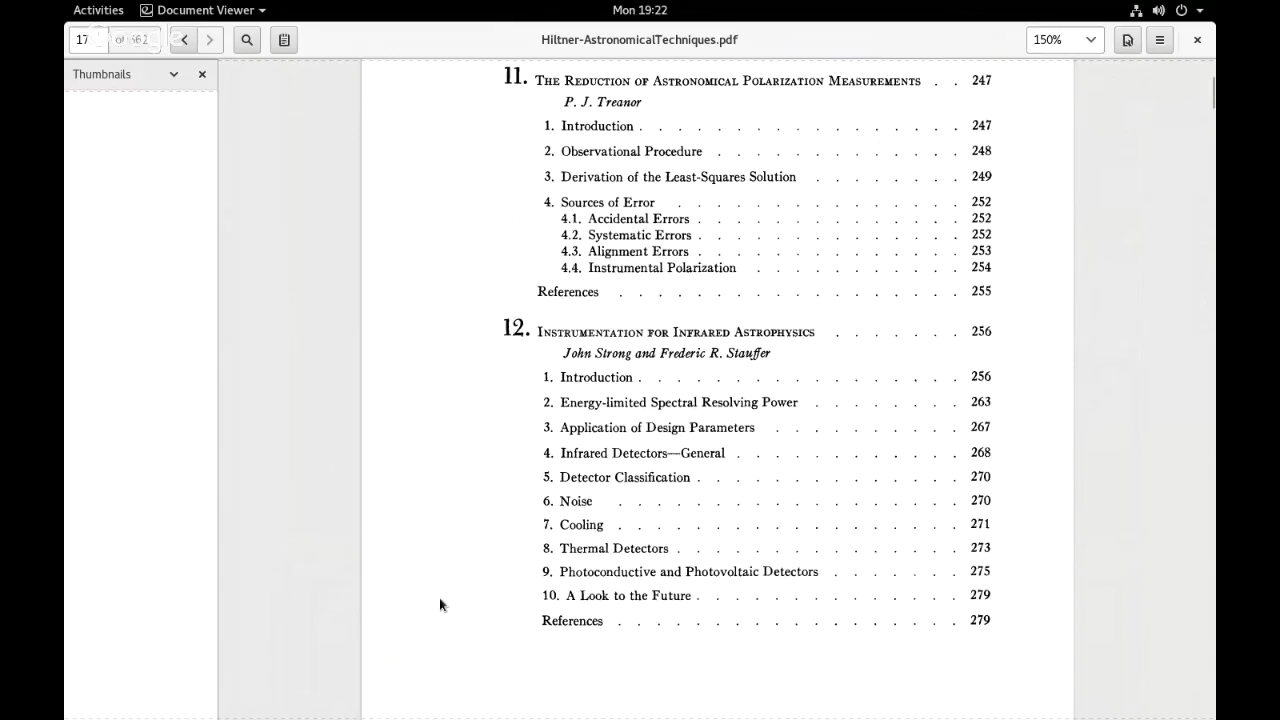 Activities Document Viewer Mon 19:22
17 of 662 Hiltner-AstronomicalTechniques.pdf 150%
Thumbnails
11. The Reduction of Astronomical Polarization Measurements . . 247
P. J. Treanor
1. Introduction . . . . . . . . . . . . . . . . . 247
2. Observational Procedure . . . . . . . . . . . . . 248
3. Derivation of the Least-Squares Solution . . . . . . . . 249
4. Sources of Error . . . . . . . . . . . . . . . 252
4.1. Accidental Errors . . . . . . . . . . . . . . 252
4.2. Systematic Errors . . . . . . . . . . . . . . 252
4.3. Alignment Errors . . . . . . . . . . . . . . 253
4.4. Instrumental Polarization . . . . . . . . . . . 254
References . . . . . . . . . . . . . . . . . . 255
12. Instrumentation for Infrared Astrophysics . . . . . . . 256
John Strong and Frederic R. Stauffer
1. Introduction . . . . . . . . . . . . . . . . . 256
2. Energy-limited Spectral Resolving Power . . . . . . . . 263
3. Application of Design Parameters . . . . . . . . . . 267
4. Infrared Detectors—General . . . . . . . . . . . . 268
5. Detector Classification . . . . . . . . . . . . . . 270
6. Noise . . . . . . . . . . . . . . . . . . 270
7. Cooling . . . . . . . . . . . . . . . . . . 271
8. Thermal Detectors . . . . . . . . . . . . . . . 273
9. Photoconductive and Photovoltaic Detectors . . . . . . . 275
10. A Look to the Future . . . . . . . . . . . . . . 279
References . . . . . . . . . . . . . . . . . . 279